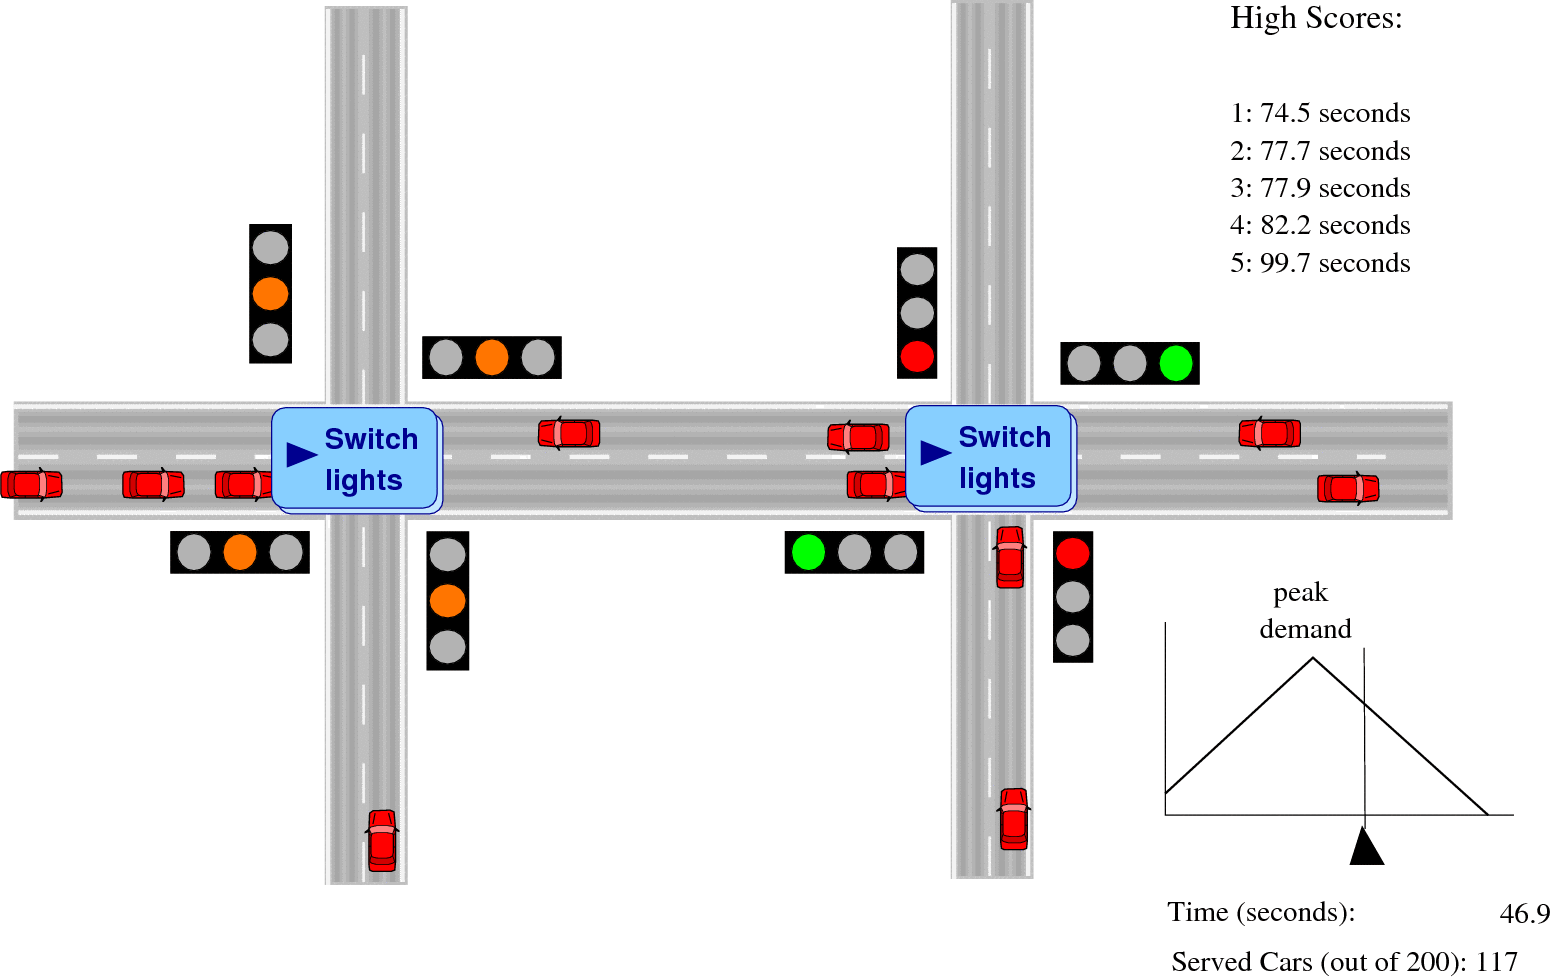 High Scores:
1: 74.5 seconds
2: 77.7 seconds
3: 77.9 seconds
4: 82.2 seconds
5: 99.7 seconds
Switch
lights
Switch
lights
peak
demand
Time (seconds): 46.9
Served Cars (out of 200): 117